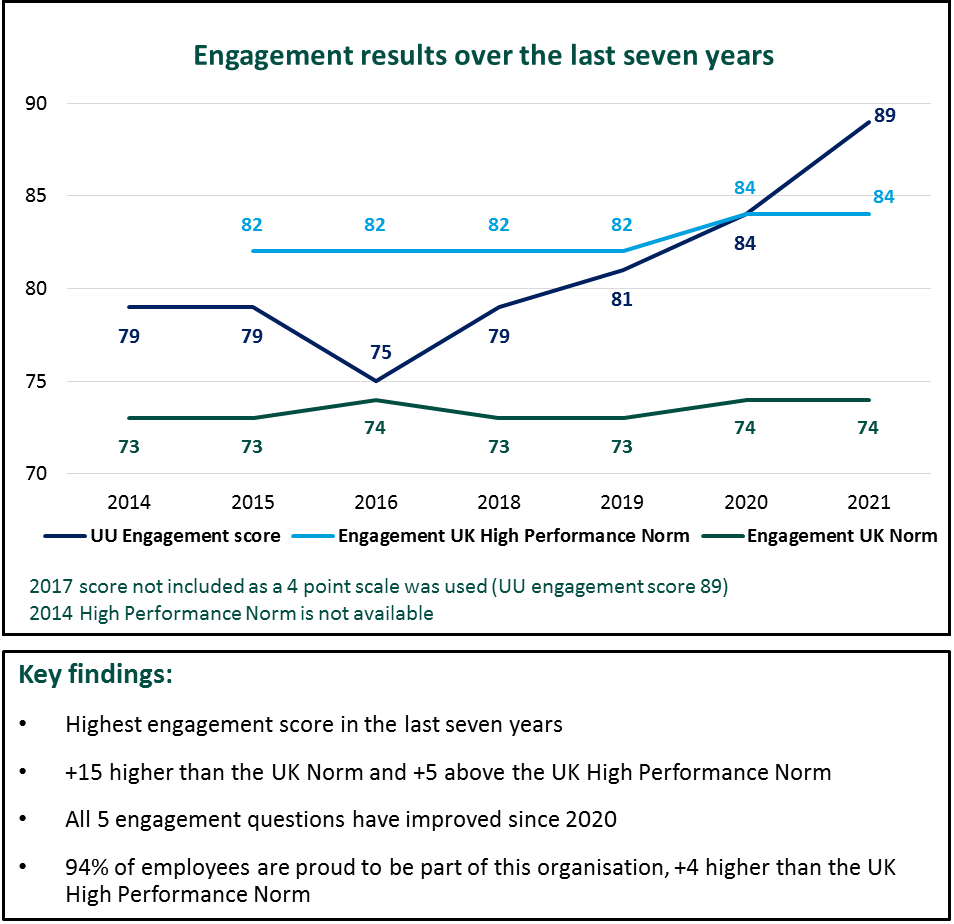 Engagement results over the last seven years
90
89
84
84
85
82
82
82
82
84
80
81
79
79
79
75
75
74
74
74
73
73
73
73
70
2014 2015 2016 2018 2019 2020 2021
UU Engagement score Engagement UK High Performance Norm Engagement UK Norm
2017 score not included as a 4 point scale was used (UU engagement score 89)
2014 High Performance Norm is not available
Key findings:
• Highest engagement score in the last seven years
• +15 higher than the UK Norm and +5 above the UK High Performance Norm
• All 5 engagement questions have improved since 2020
• 94% of employees are proud to be part of this organisation, +4 higher than the UK
High Performance Norm